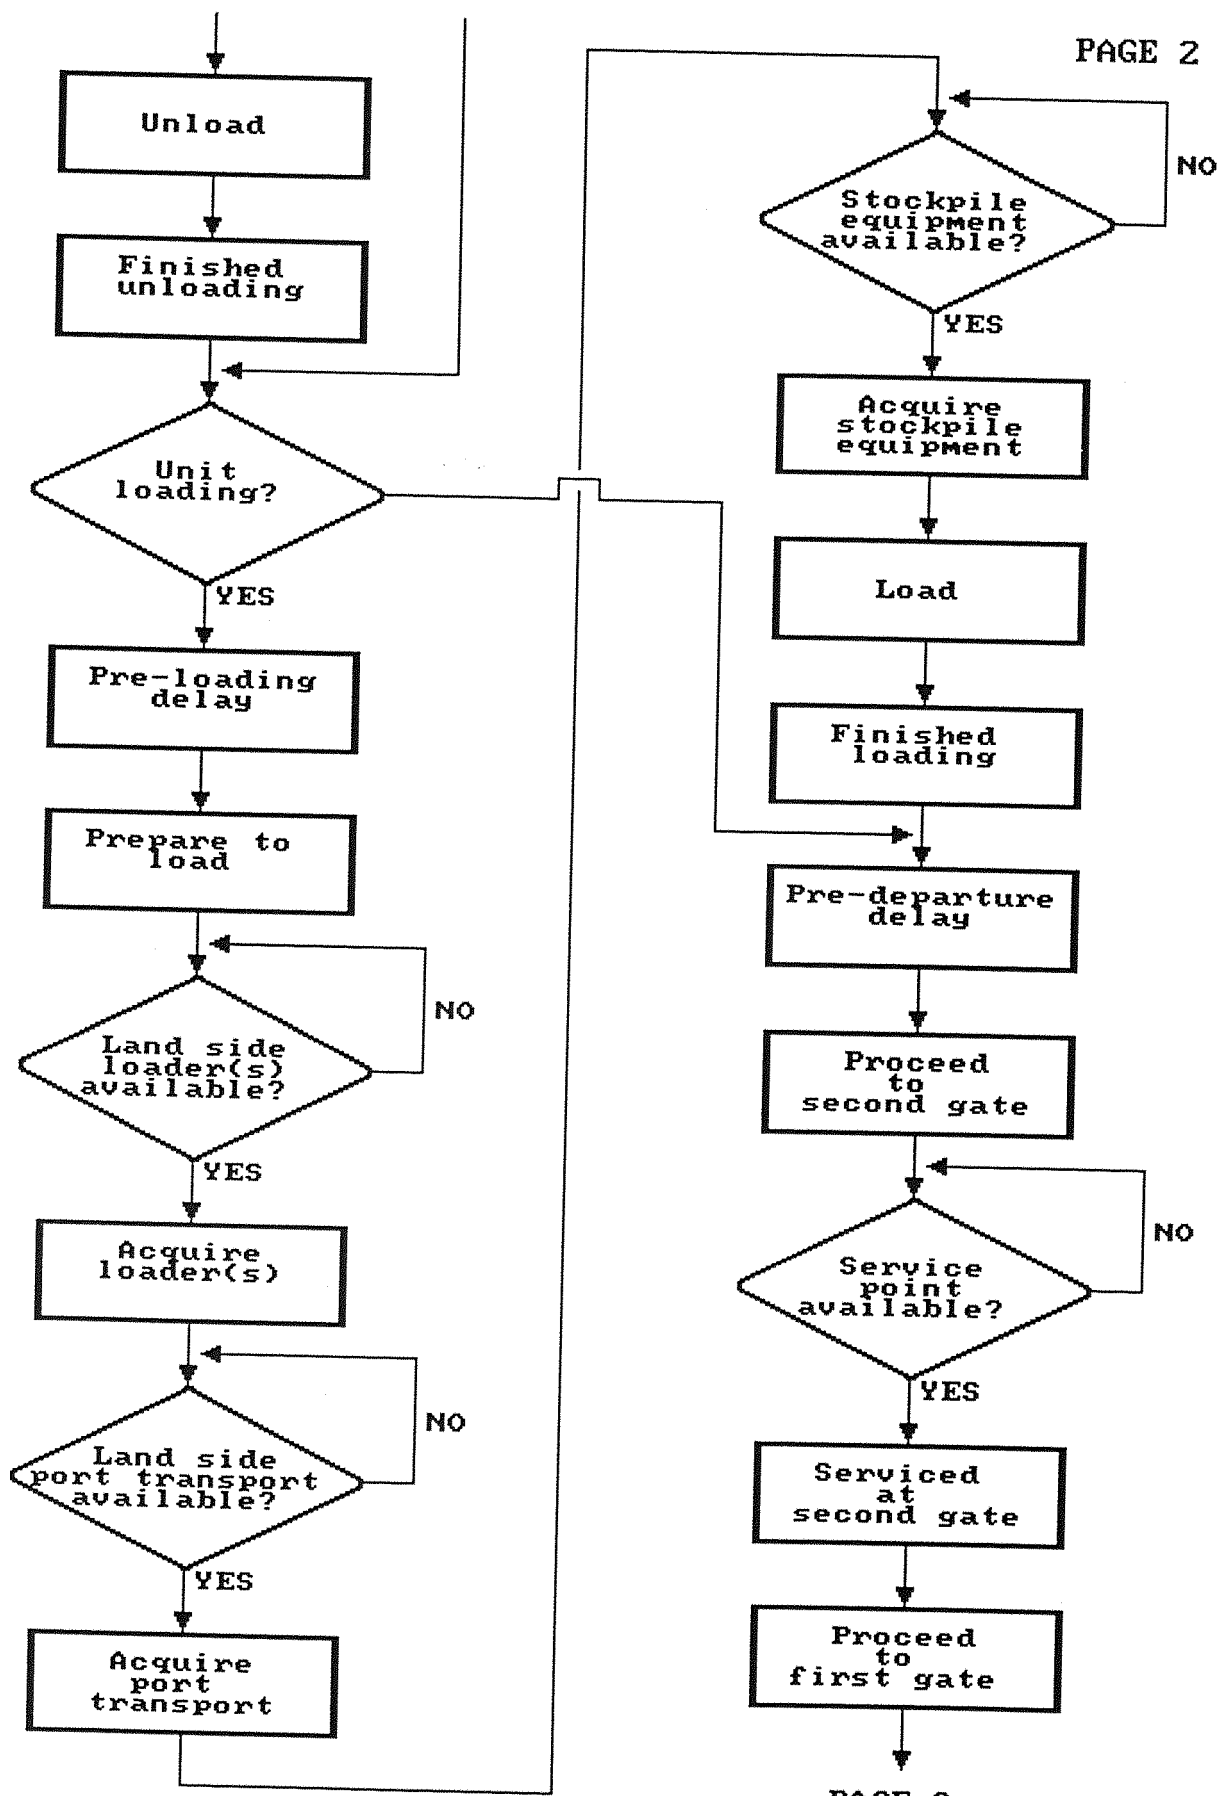 PAGE 2
Unload
Finished
unloading
Unit
loading?
YES
Pre-loading
delay
Prepare to
load
NO
Land side
loader(s)
available?
YES
Acquire
loader(s)
NO
Land side
port transport
available?
YES
Acquire
port
transport
NO
Stockpile
equipment
available?
YES
Acquire
stockpile
equipment
Load
Finished
loading
Pre-departure
delay
Proceed
to
second gate
NO
Service
point
available?
YES
Serviced
at
second gate
Proceed
to
first gate
PAGE